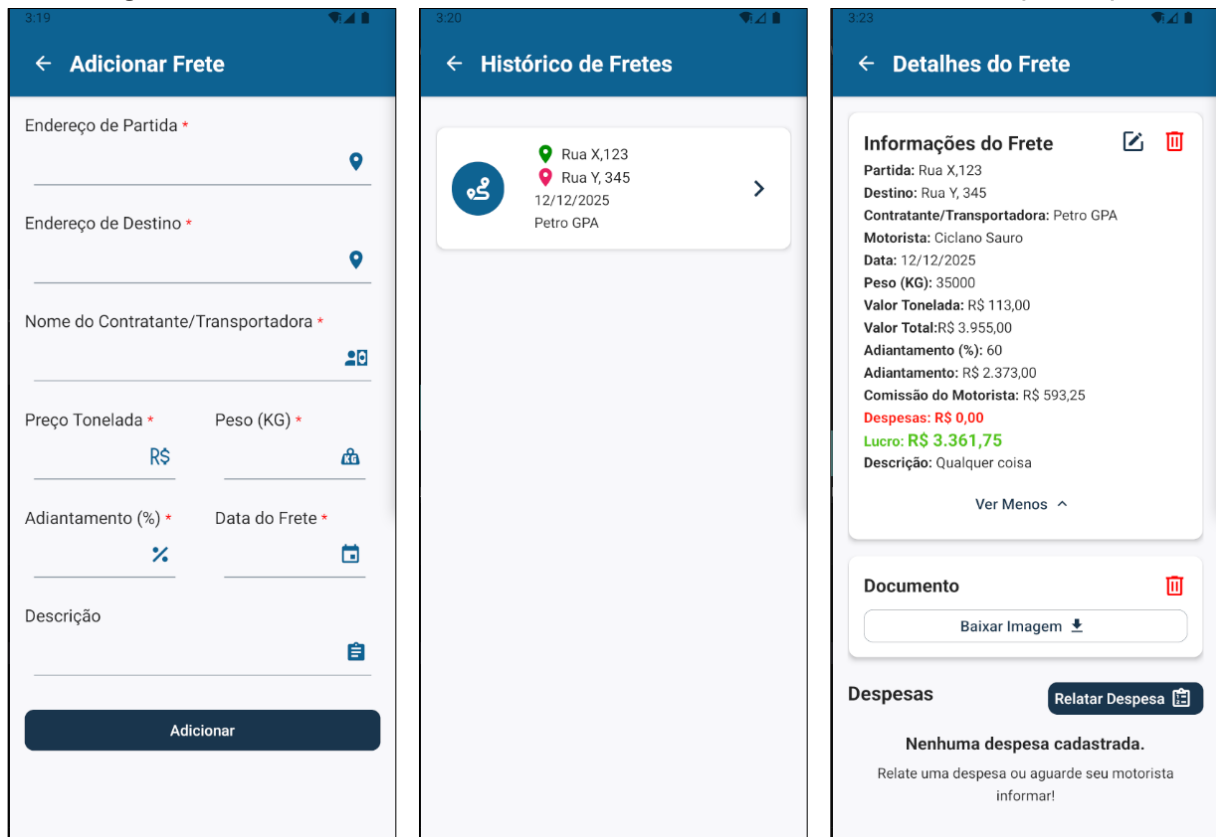 3:19
Adicionar Frete
Endereço de Partida *
Endereço de Destino *
Nome do Contratante/Transportadora *
Preço Tonelada *
Peso (KG) *
R$
KG
Adiantamento (%) *
Data do Frete *
%
Descrição
Adicionar
3:20
Histórico de Fretes
Rua X,123
Rua Y, 345
12/12/2025
Petro GPA
3:23
Detalhes do Frete
Informações do Frete
Partida: Rua X,123
Destino: Rua Y, 345
Contratante/Transportadora: Petro GPA
Motorista: Ciclano Sauro
Data: 12/12/2025
Peso (KG): 35000
Valor Tonelada: R$ 113,00
Valor Total:R$ 3.955,00
Adiantamento (%): 60
Adiantamento: R$ 2.373,00
Comissão do Motorista: R$ 593,25
Despesas: R$ 0,00
Lucro: R$ 3.361,75
Descrição: Qualquer coisa
Ver Menos
Documento
Baixar Imagem
Despesas
Relatar Despesa
Nenhuma despesa cadastrada.
Relate uma despesa ou aguarde seu motorista
informar!